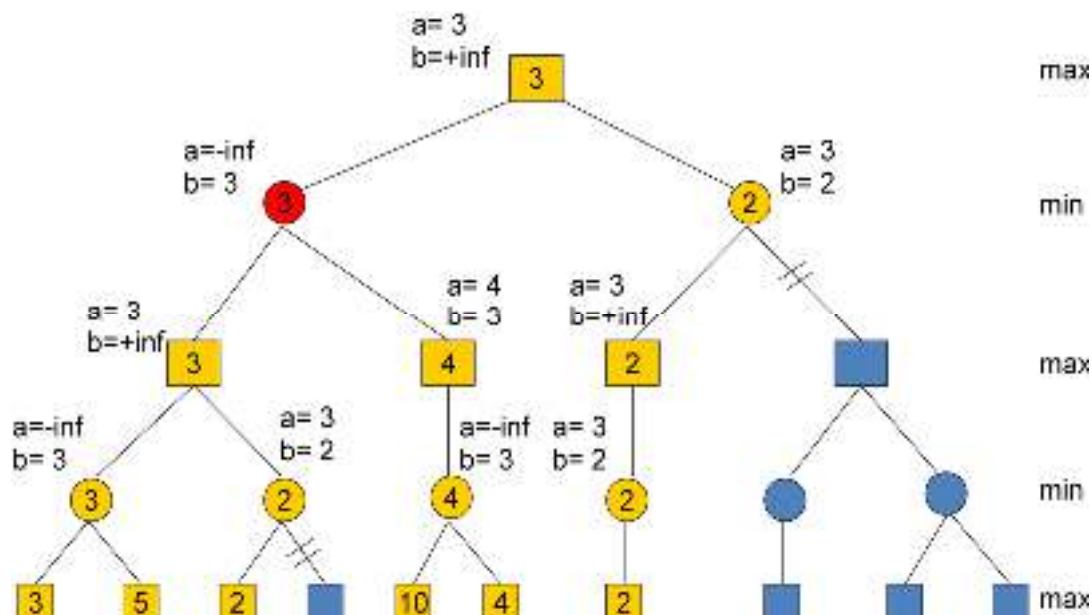 a= 3
b=+inf
3
max
a=-inf
b= 3
3
a= 3
b= 2
2
min
a= 3
b=+inf
3
a= 4
b= 3
4
a= 3
b=+inf
2
max
a=-inf
b= 3
3
a= 3
b= 2
2
a=-inf
b= 3
4
a= 3
b= 2
2
min
3
5
2
10
4
2
max